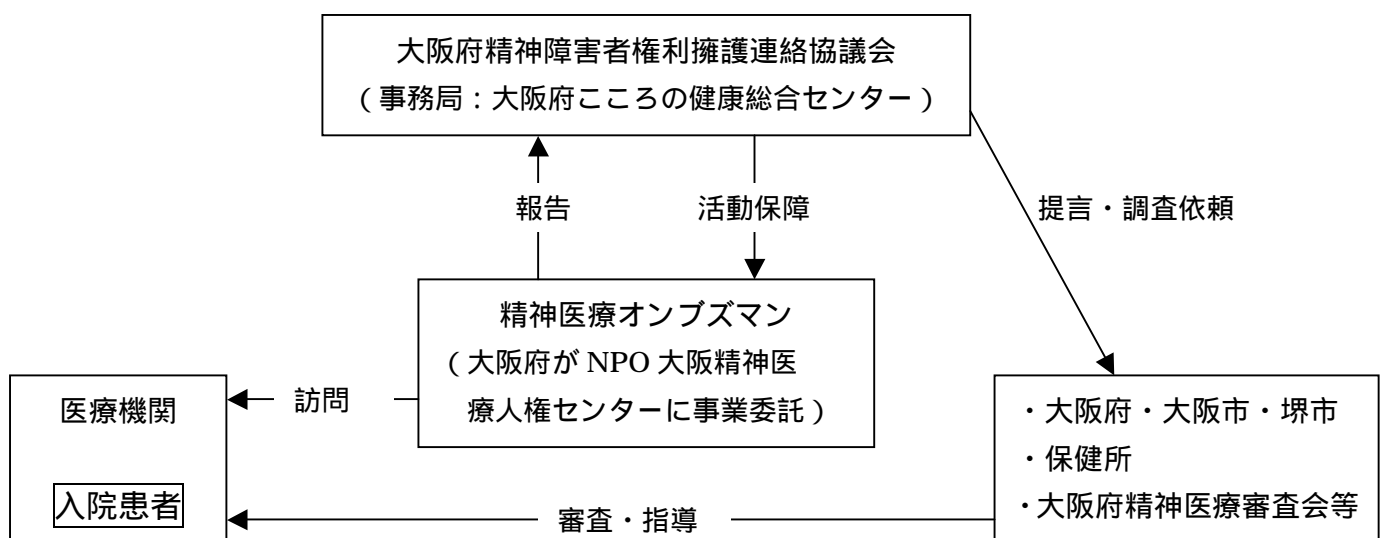 大阪府精神障害者権利擁護連絡協議会
（事務局：大阪府こころの健康総合センター）
報告
活動保障
提言・調査依頼
精神医療オンブズマン
（大阪府が NPO 大阪精神医
療人権センターに事業委託）
訪問
医療機関
入院患者
・大阪府・大阪市・堺市
・保健所
・大阪府精神医療審査会等
審査・指導